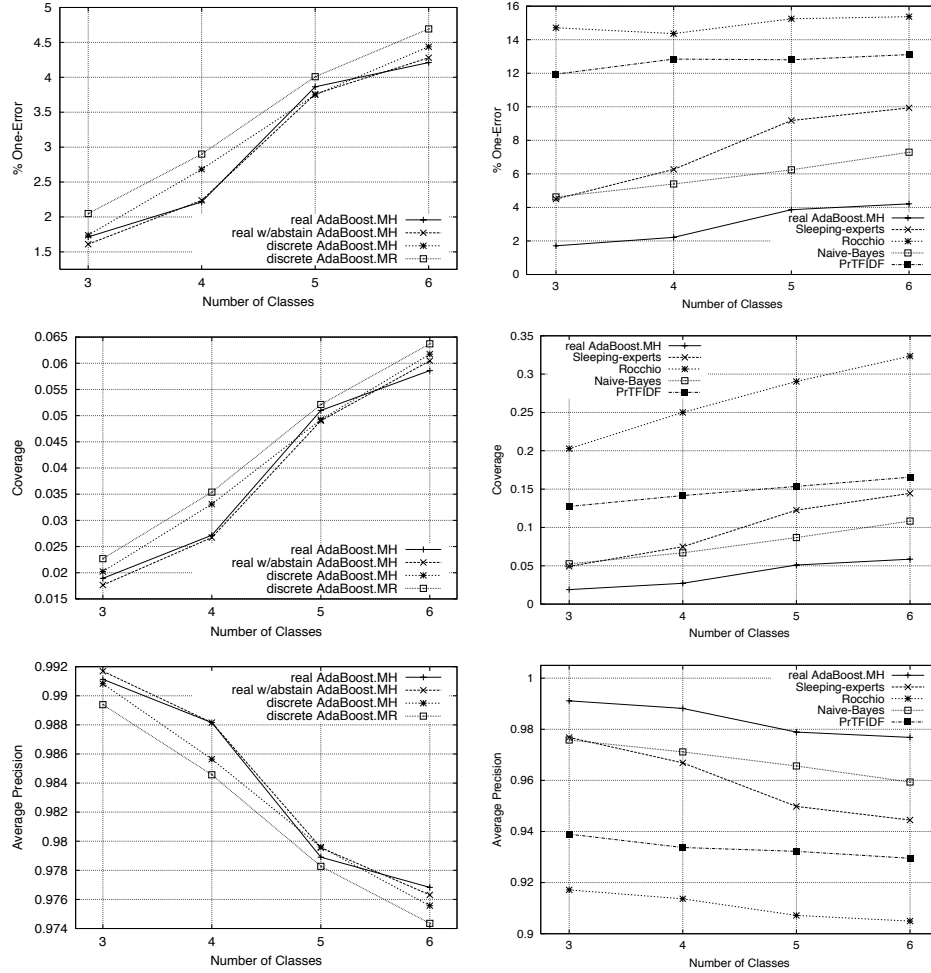 5
4.5
4
3.5
3
2.5
2
1.5
% One-Error
3 4 5 6
Number of Classes
real AdaBoost.MH
real w/abstain AdaBoost.MH
discrete AdaBoost.MH
discrete AdaBoost.MR
16
14
12
10
8
6
4
2
0
% One-Error
3 4 5 6
Number of Classes
real AdaBoost.MH
Sleeping-experts
Rocchio
Naive-Bayes
PrTFIDF
0.065
0.06
0.055
0.05
0.045
0.04
0.035
0.03
0.025
0.02
0.015
Coverage
3 4 5 6
Number of Classes
real AdaBoost.MH
real w/abstain AdaBoost.MH
discrete AdaBoost.MH
discrete AdaBoost.MR
0.35
0.3
0.25
0.2
0.15
0.1
0.05
0
Coverage
3 4 5 6
Number of Classes
real AdaBoost.MH
Sleeping-experts
Rocchio
Naive-Bayes
PrTFIDF
0.992
0.99
0.988
0.986
0.984
0.982
0.98
0.978
0.976
0.974
Average Precision
3 4 5 6
Number of Classes
real AdaBoost.MH
real w/abstain AdaBoost.MH
discrete AdaBoost.MH
discrete AdaBoost.MR
1
0.98
0.96
0.94
0.92
0.9
Average Precision
3 4 5 6
Number of Classes
real AdaBoost.MH
Sleeping-experts
Rocchio
Naive-Bayes
PrTFIDF